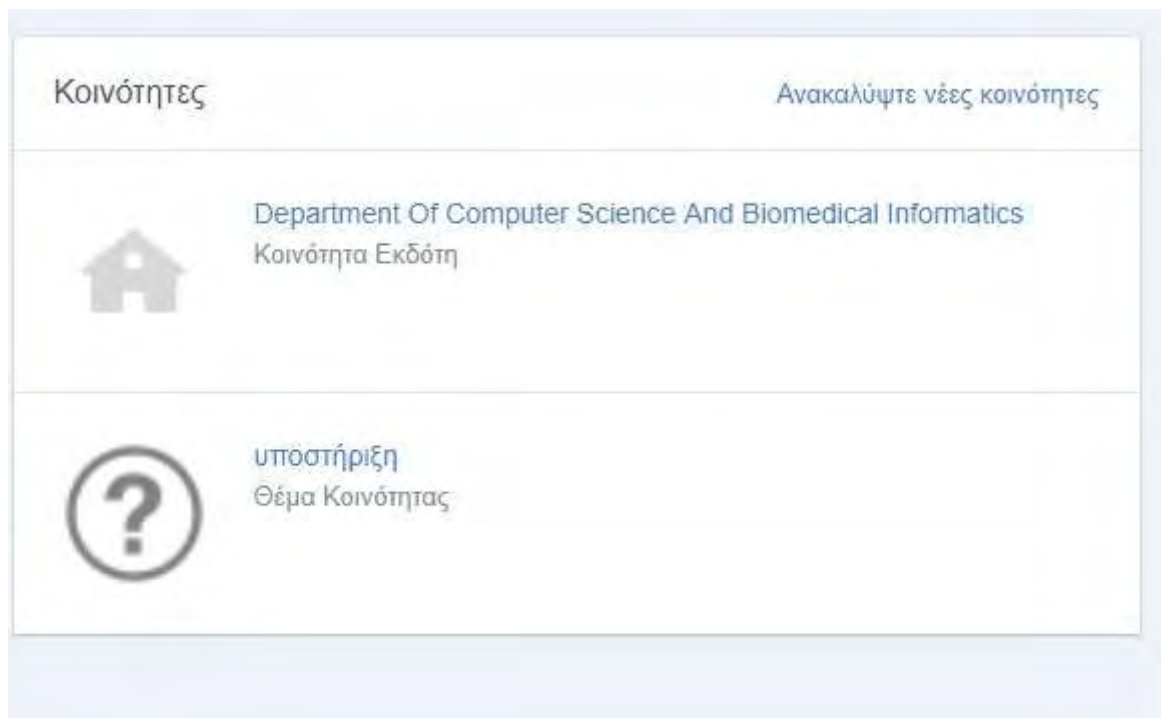 Κοινότητες
Ανακαλύψτε νέες κοινότητες
Department Of Computer Science And Biomedical Informatics
Κοινότητα Εκδότη
υποστήριξη
Θέμα Κοινότητας